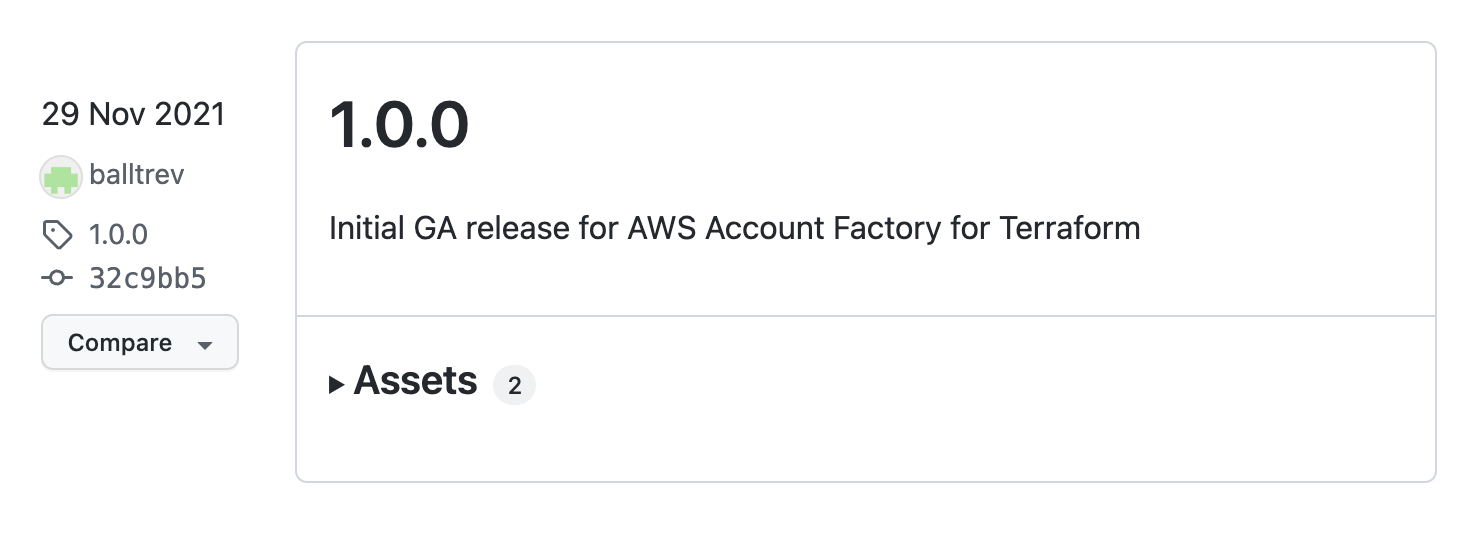 29 Nov 2021
balltrev
1.0.0
32c9bb5
Compare
1.0.0
Initial GA release for AWS Account Factory for Terraform
Assets 2